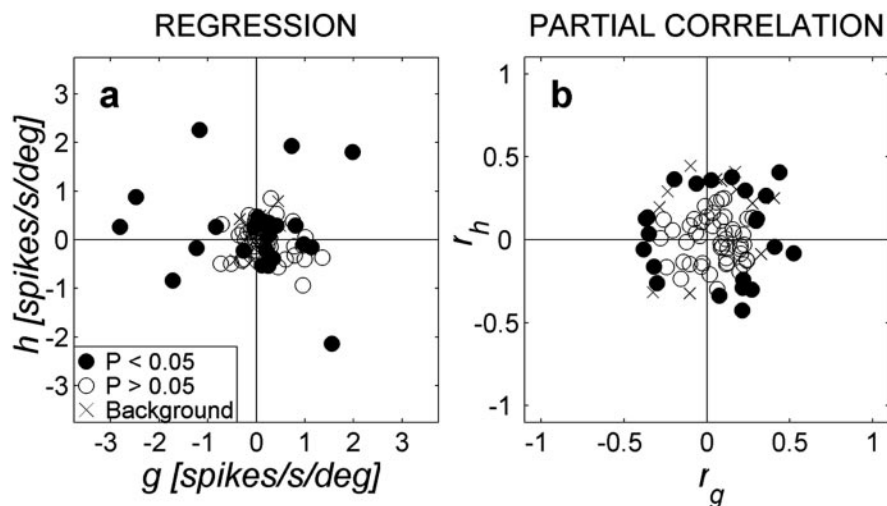 REGRESSION
PARTIAL CORRELATION
a
h [spikes/s/deg]
3
2
1
0
-1
-2
-3
P < 0.05
P > 0.05
Background
-3 -2 -1 0 1 2 3
g [spikes/s/deg]
b
r_h
1
0.5
0
-0.5
-1
-1 -0.5 0 0.5 1
r_g